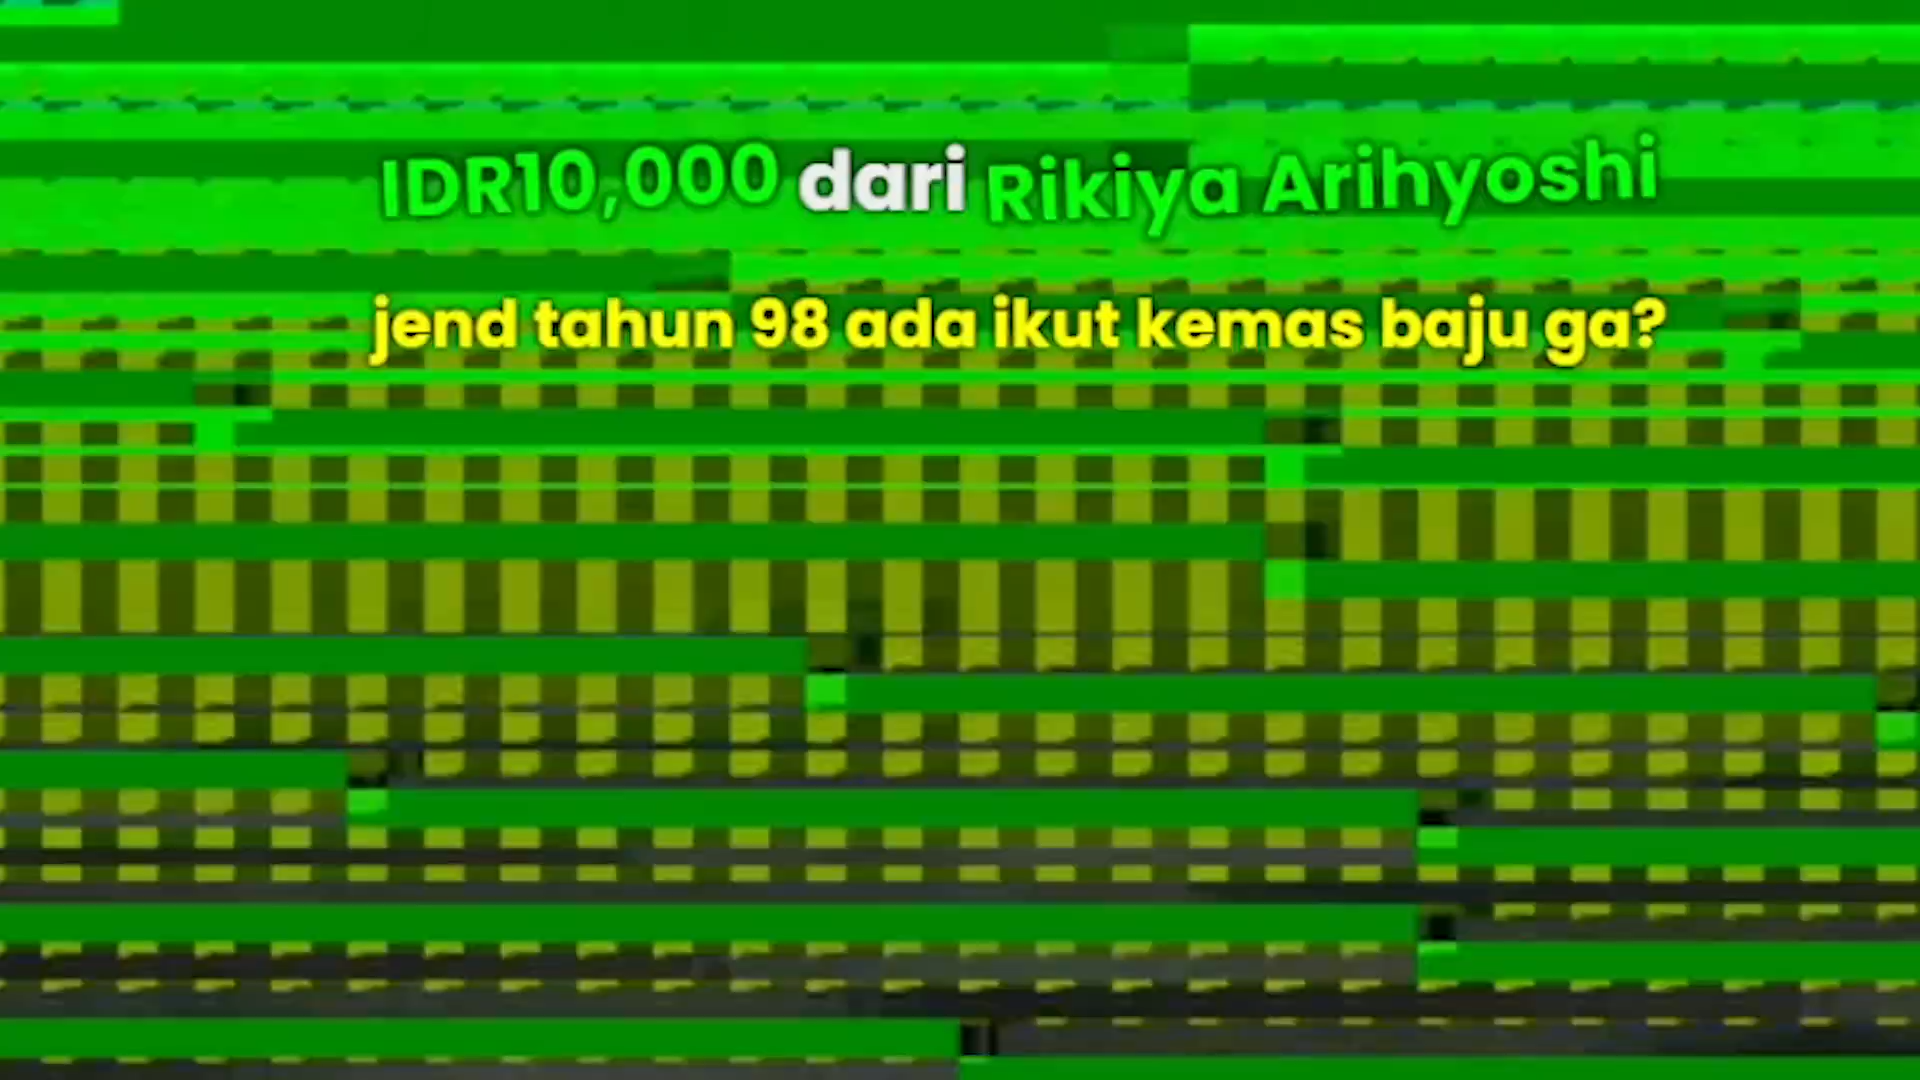 IDR10,000 dari Rikiya Arihyoshi
jend tahun 98 ada ikut kemas baju ga?